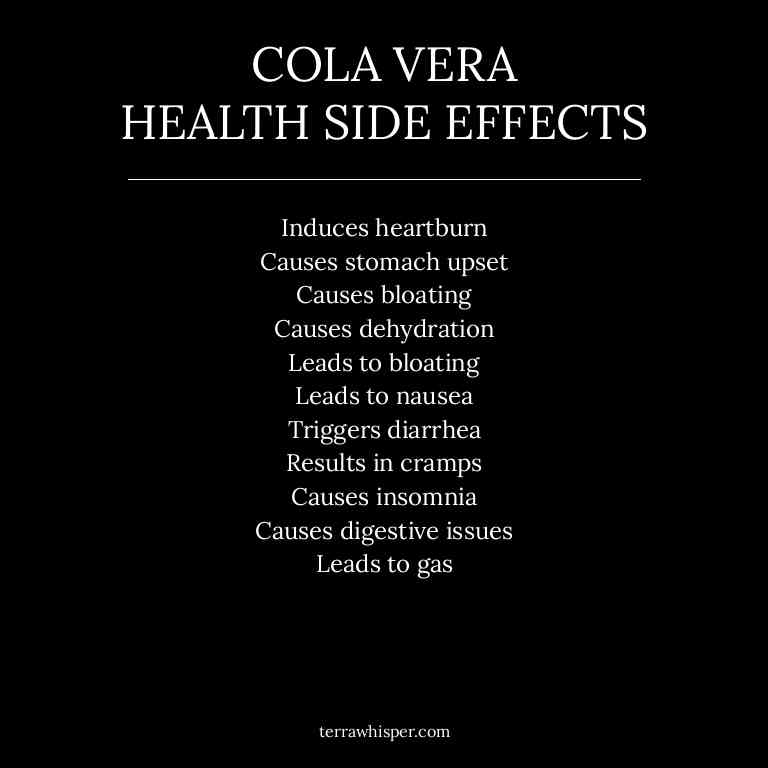 COLA VERA
HEALTH SIDE EFFECTS
Induces heartburn
Causes stomach upset
Causes bloating
Causes dehydration
Leads to bloating
Leads to nausea
Triggers diarrhea
Results in cramps
Causes insomnia
Causes digestive issues
Leads to gas
terrawhisper.com